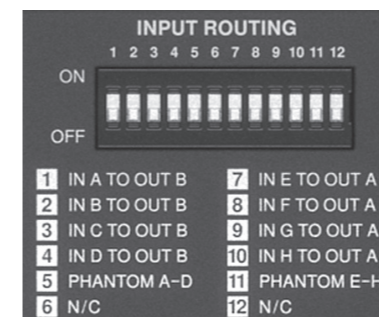 INPUT ROUTING
1 2 3 4 5 6 7 8 9 10 11 12
ON
OFF
1 IN A TO OUT B
2 IN B TO OUT B
3 IN C TO OUT B
4 IN D TO OUT B
5 PHANTOM A–D
6 N/C
7 IN E TO OUT A
8 IN F TO OUT A
9 IN G TO OUT A
10 IN H TO OUT A
11 PHANTOM E–H
12 N/C